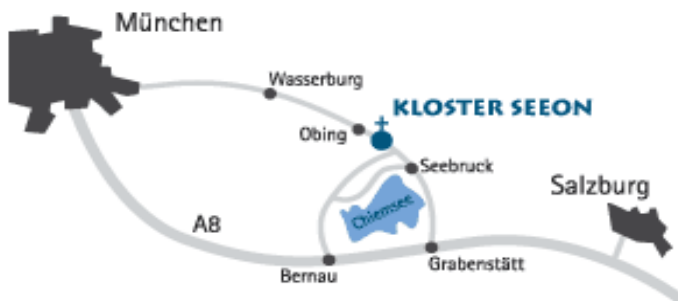 München
Wasserburg
KLOSTER SEEON
Obing
Seebruck
Salzburg
Chiemsee
A8
Bernau
Grabenstätt